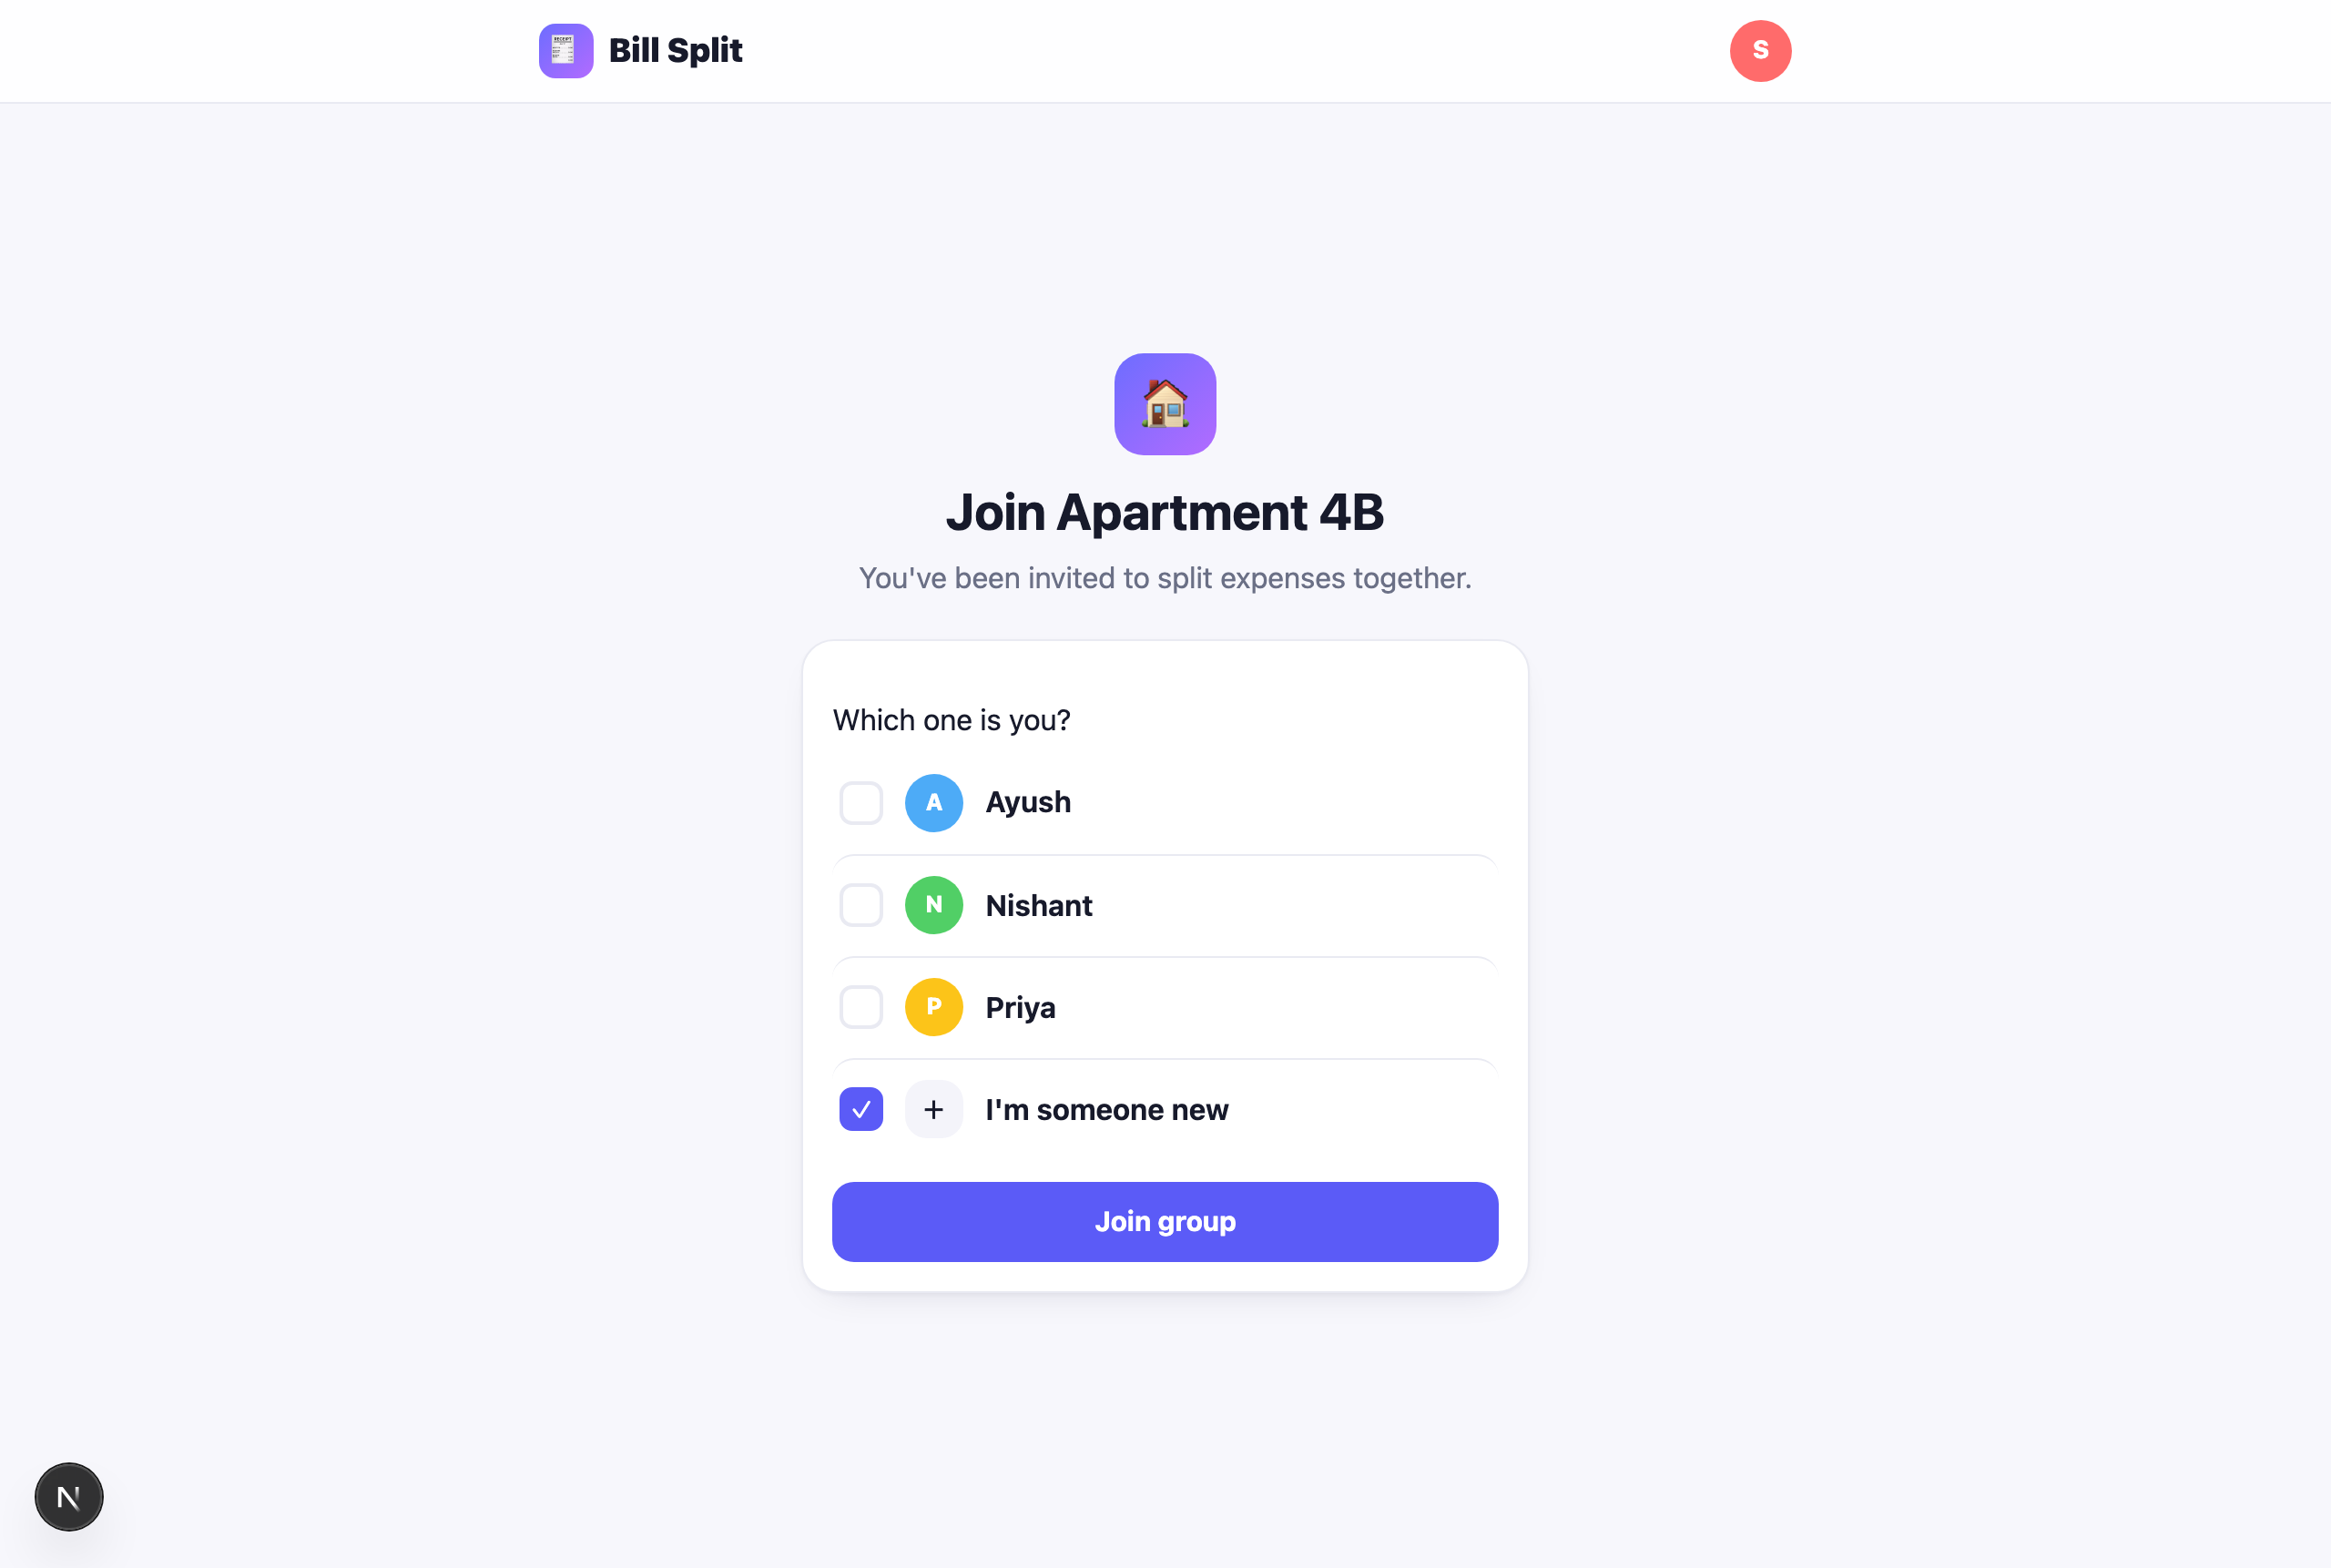 RECEIPT
Bill Split
S
Join Apartment 4B
You've been invited to split expenses together.
Which one is you?
A Ayush
N Nishant
P Priya
+ I'm someone new
Join group
N